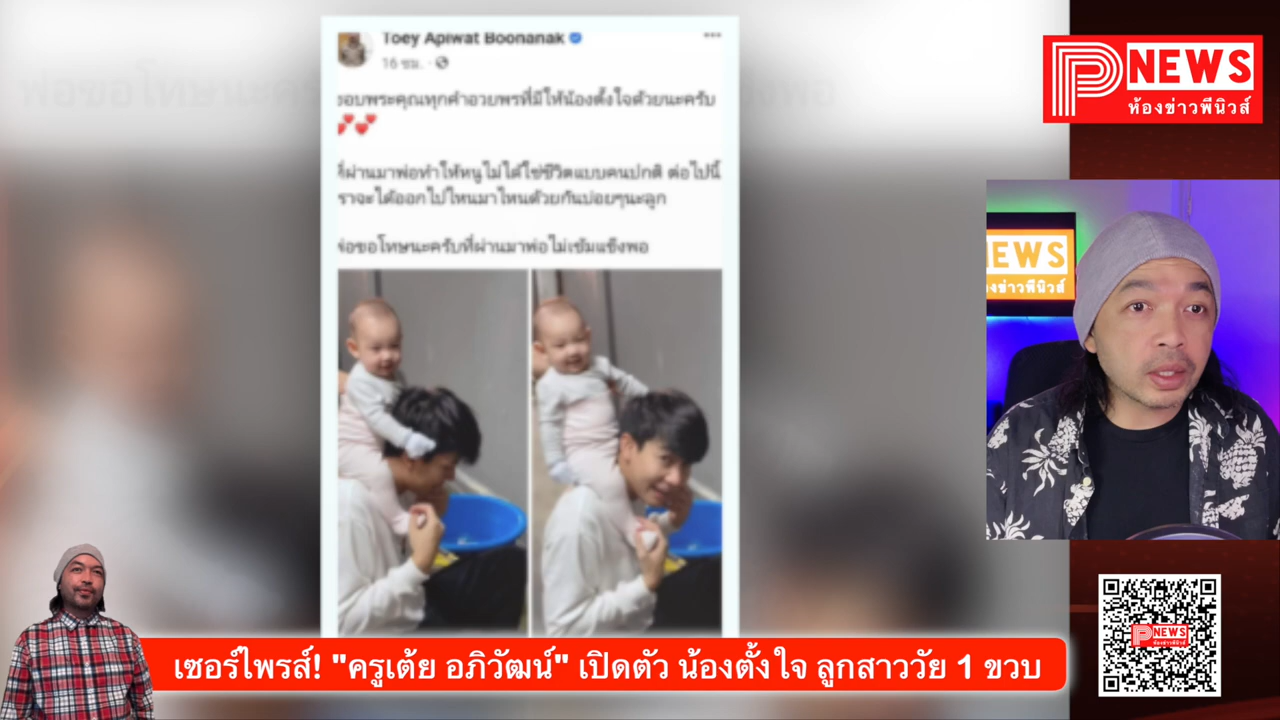 Toey Apiwat Boonanak
16 ชม.
ขอบพระคุณทุกคำอวยพรที่มีให้น้องตั้งใจด้วยนะครับ
ที่ผ่านมาพ่อทำให้หนูไม่ได้ใช้ชีวิตแบบคนปกติ ต่อไปนี้
ราจะได้ออกไปไหนมาไหนด้วยกันบ่อยๆนะลูก
พ่อขอโทษนะครับที่ผ่านมาพ่อไม่เข้มแข็งพอ
P NEWS
ห้องข่าวพีนิวส์
NEWS
องข่าวพีนิวส์
P NEWS
ห้องข่าวพีนิวส์
เซอร์ไพรส์! "ครูเต้ย อภิวัฒน์" เปิดตัว น้องตั้งใจ ลูกสาววัย 1 ขวบ